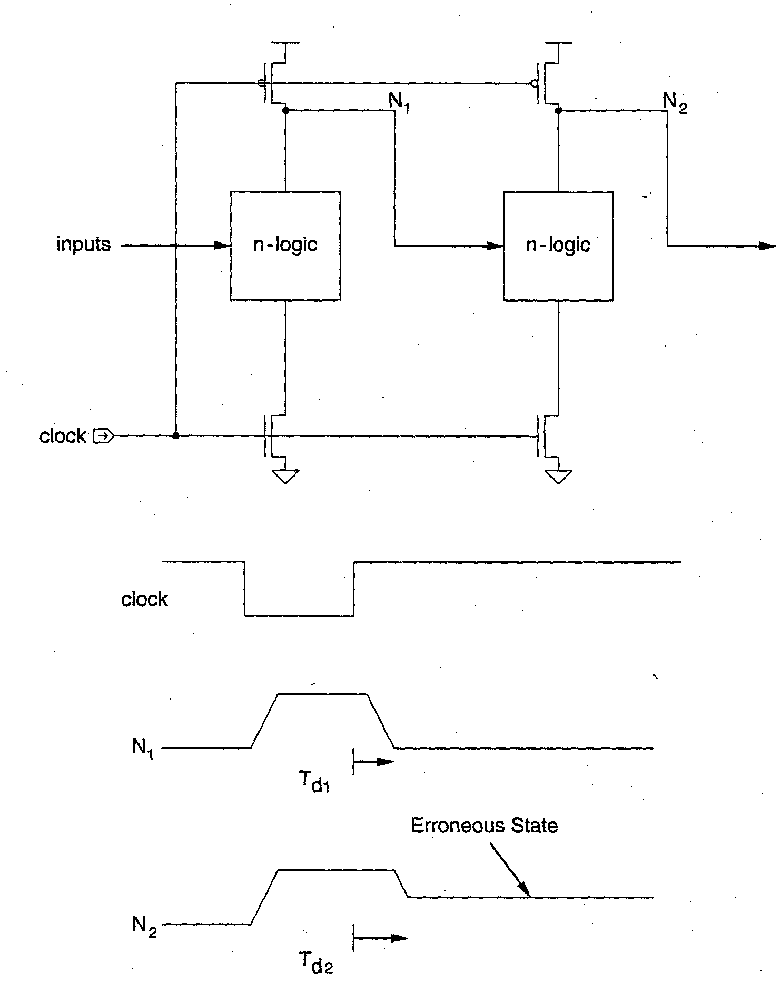 N1
N2
inputs
n-logic
n-logic
clock
clock
N1
Td1
Erroneous State
N2
Td2